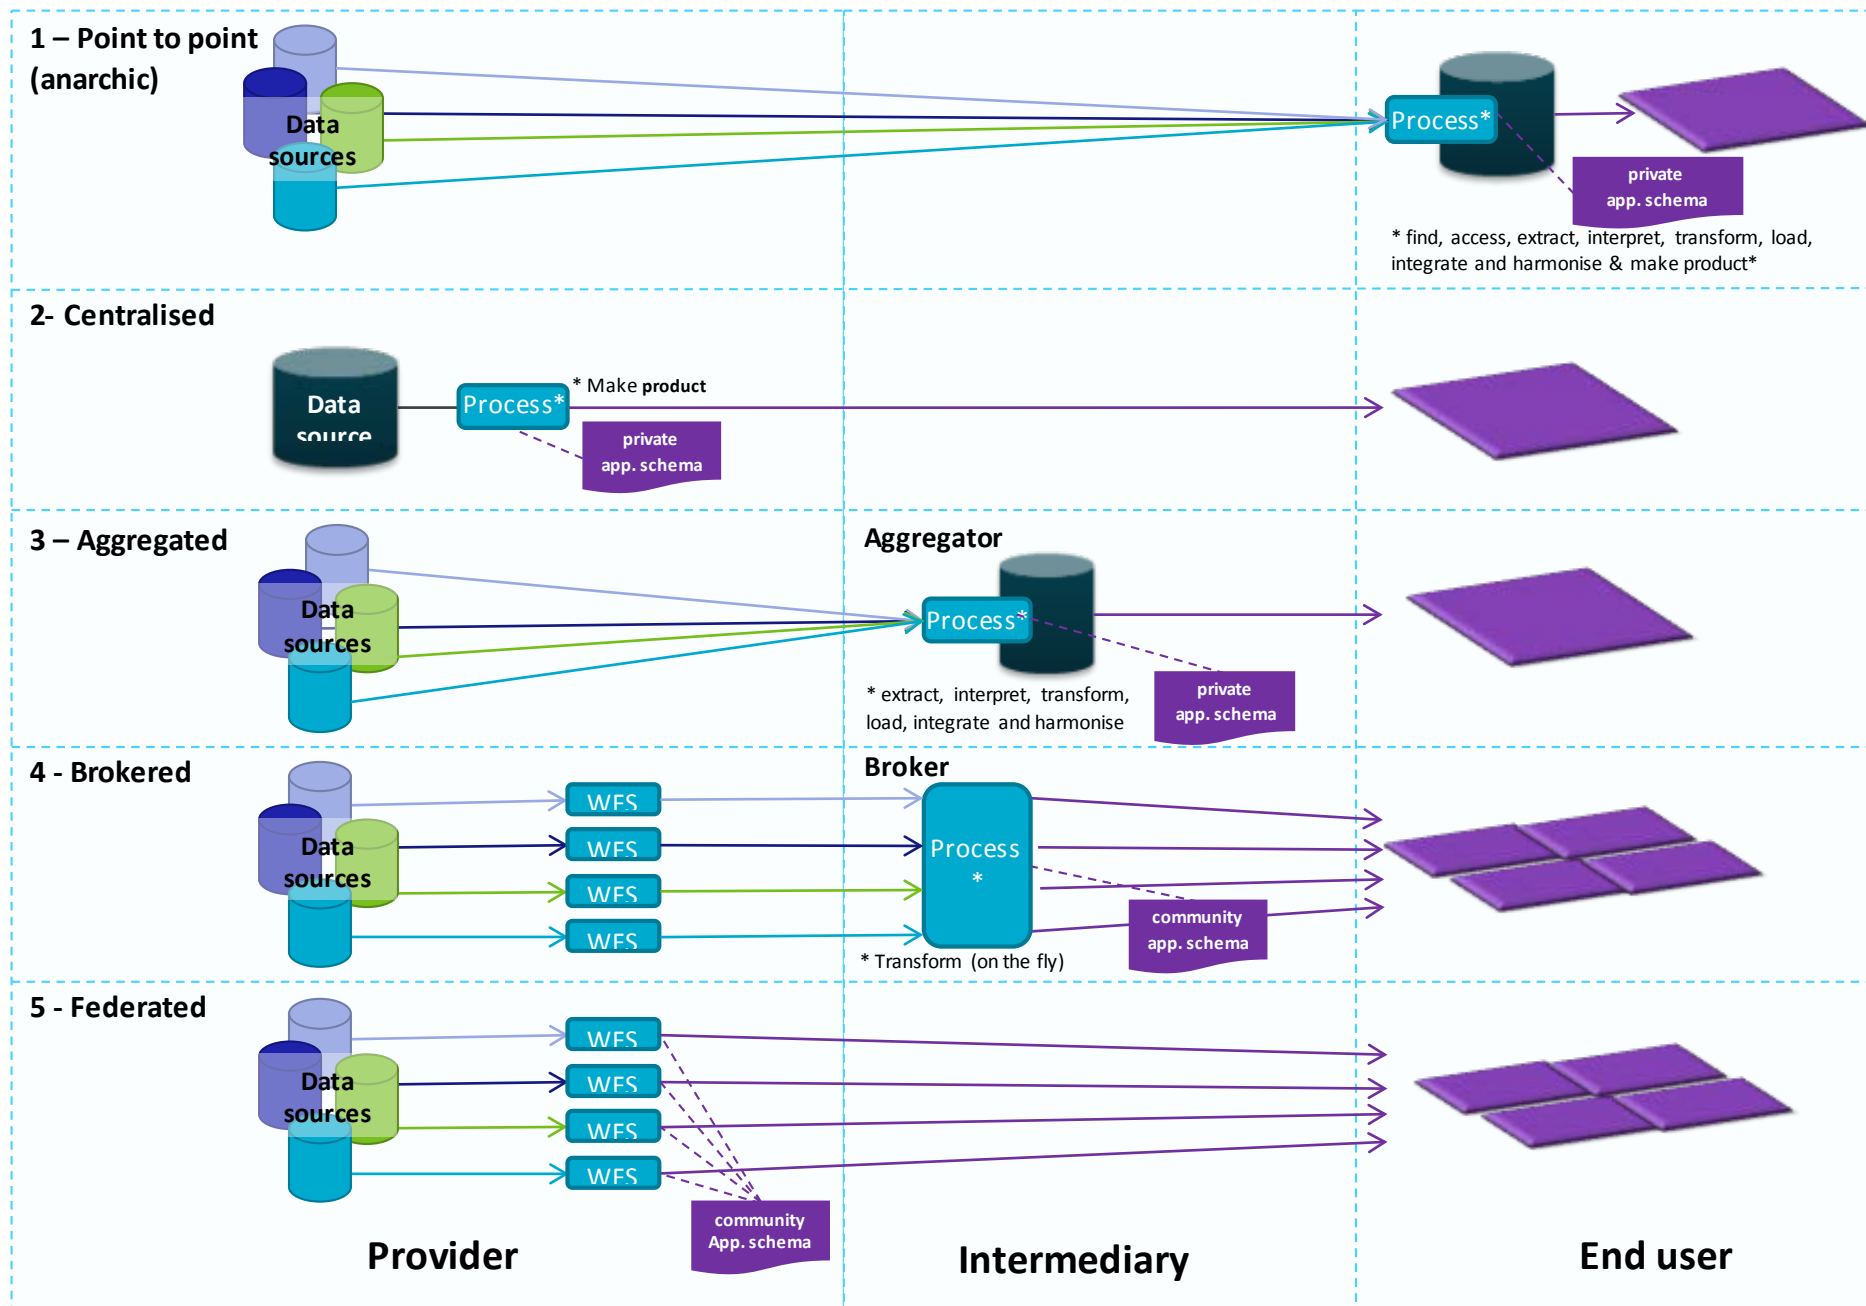 1 – Point to point
(anarchic)
Data
sources
Process*
private
app. schema
* find, access, extract, interpret, transform, load,
integrate and harmonise & make product*
2- Centralised
Data
source
Process*
* Make product
private
app. schema
3 – Aggregated
Data
sources
Aggregator
Process*
* extract, interpret, transform,
load, integrate and harmonise
private
app. schema
4 - Brokered
Data
sources
WFS
WFS
WFS
WFS
Broker
Process
*
* Transform (on the fly)
community
app. schema
5 - Federated
Data
sources
WFS
WFS
WFS
WFS
community
App. schema
Provider
Intermediary
End user